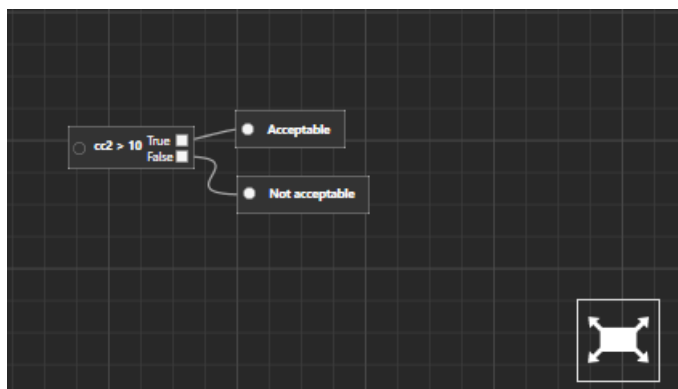 cc2 > 10
True
False
Acceptable
Not acceptable